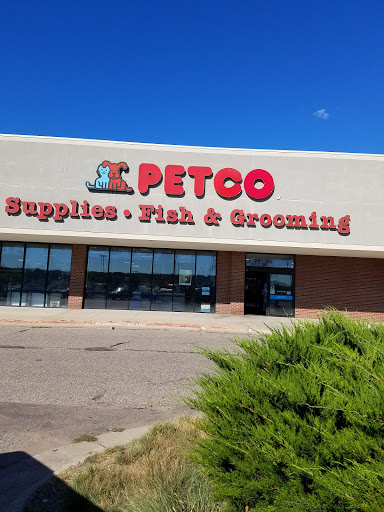 PETCO
Supplies • Fish & Grooming